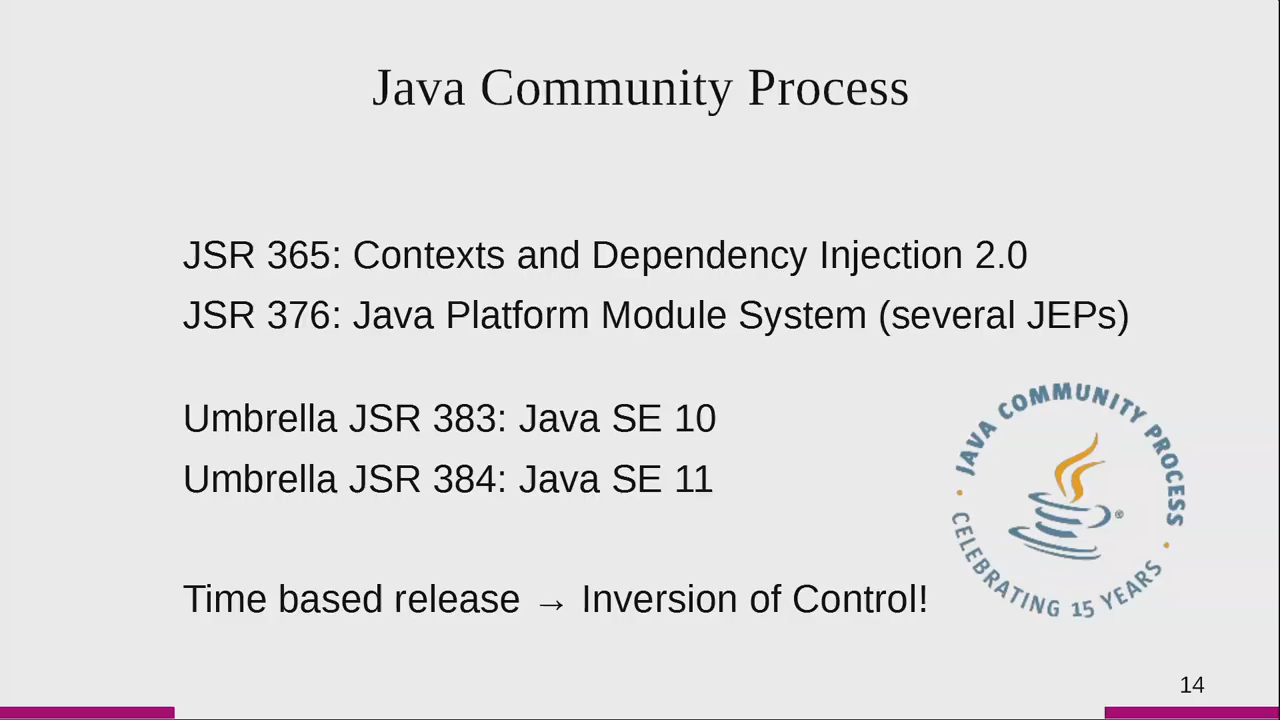 Java Community Process
JSR 365: Contexts and Dependency Injection 2.0
JSR 376: Java Platform Module System (several JEPs)
Umbrella JSR 383: Java SE 10
Umbrella JSR 384: Java SE 11
Time based release → Inversion of Control!
JAVA COMMUNITY PROCESS
®
CELEBRATING 15 YEARS
14